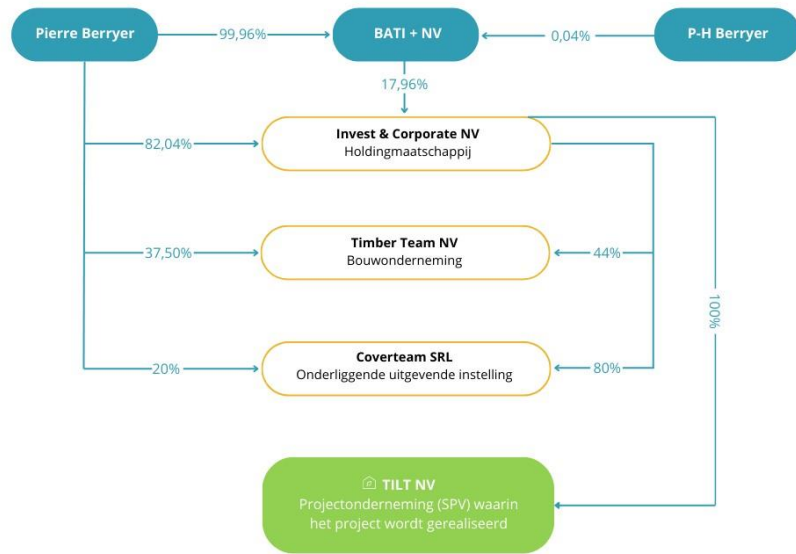 Pierre Berryer
99,96%
BATI + NV
0,04%
P-H Berryer
17,96%
82,04%
Invest & Corporate NV
Holdingmaatschappij
37,50%
Timber Team NV
Bouwonderneming
44%
100%
20%
Coverteam SRL
Onderliggende uitgevende instelling
80%
TILT NV
Projectonderneming (SPV) waarin
het project wordt gerealiseerd